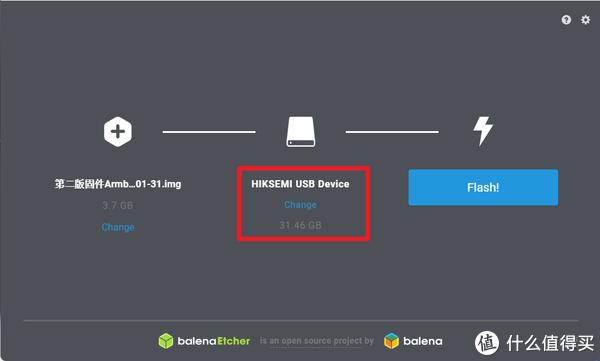 第二版固件Armb...01-31.img
3.7 GB
Change
HIKSEMI USB Device
Change
31.46 GB
Flash!
balenaEtcher is an open source project by balena
值 什么值得买